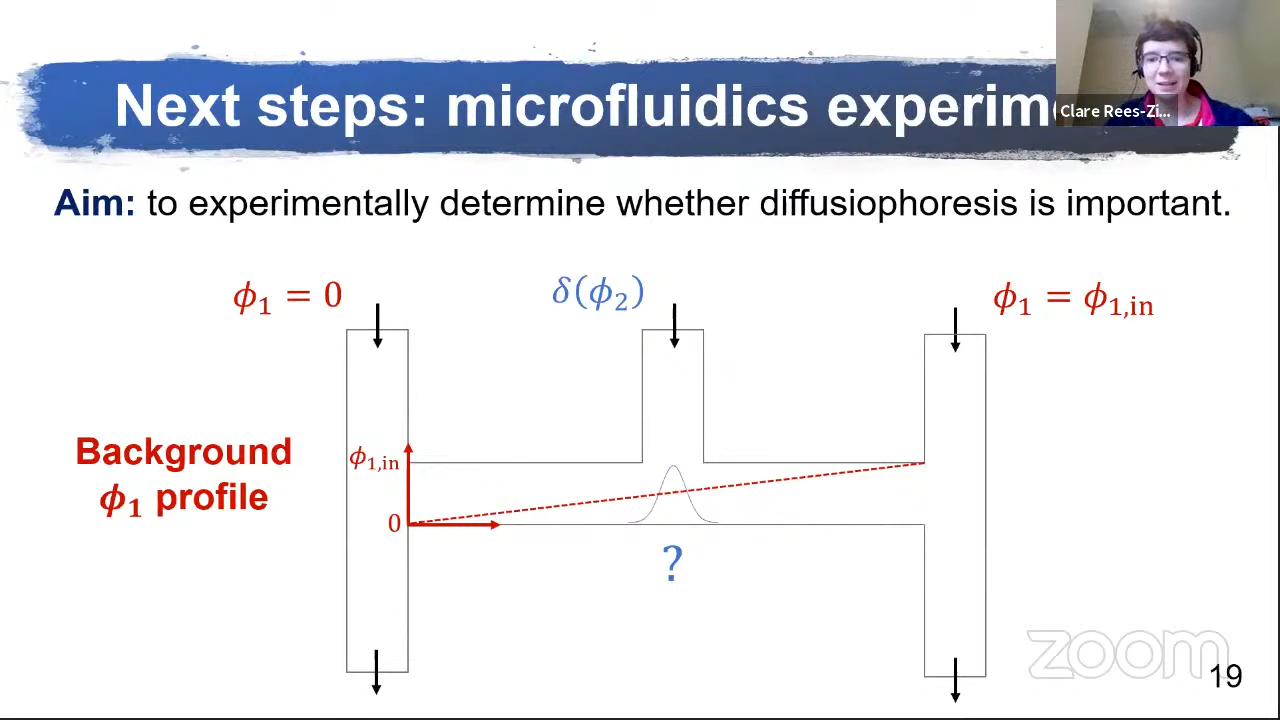 Next steps: microfluidics experim
Clare Rees-Zi...
Aim: to experimentally determine whether diffusiophoresis is important.
ϕ₁ = 0
δ(ϕ₂)
ϕ₁ = ϕ₁,in
Background
ϕ₁ profile
ϕ₁,in
0
?
zoom
19